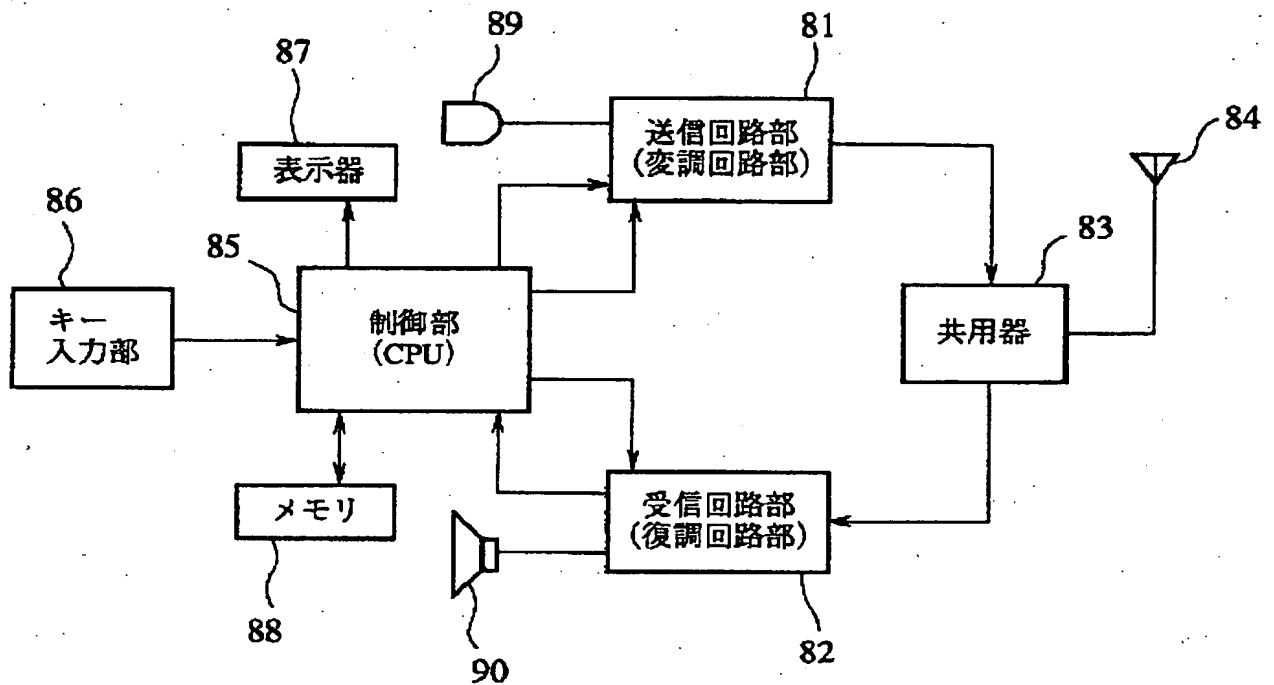 89
81
87
送信回路部
(変調回路部)
84
表示器
86
85
83
キー
入力部
制御部
(CPU)
共用器
メモリ
受信回路部
(復調回路部)
88
90
82